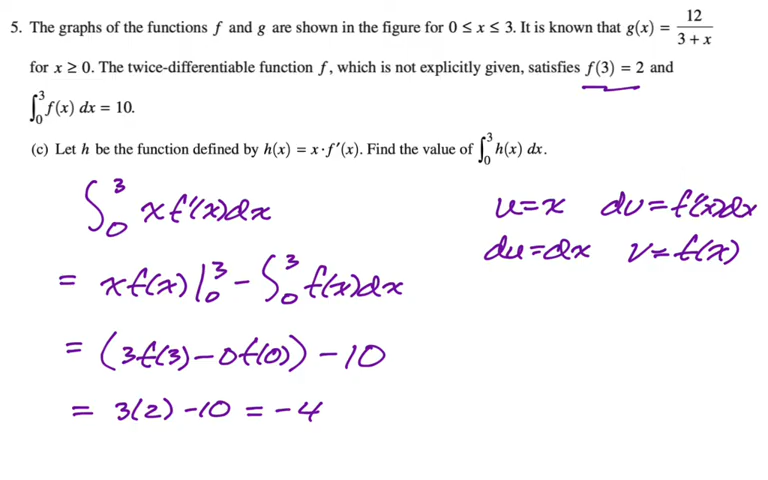 5. The graphs of the functions f and g are shown in the figure for 0 ≤ x ≤ 3. It is known that g(x) = 12/(3 + x)
for x ≥ 0. The twice-differentiable function f, which is not explicitly given, satisfies f(3) = 2 and
∫₀³ f(x) dx = 10.
(c) Let h be the function defined by h(x) = x·f′(x). Find the value of ∫₀³ h(x) dx.
∫₀³ x f′(x)dx
= x f(x)|₀³ − ∫₀³ f(x)dx
= (3f(3)−0f(0)) − 10
= 3(2) −10 = −4
u=x dv=f′(x)dx
du=dx v=f(x)